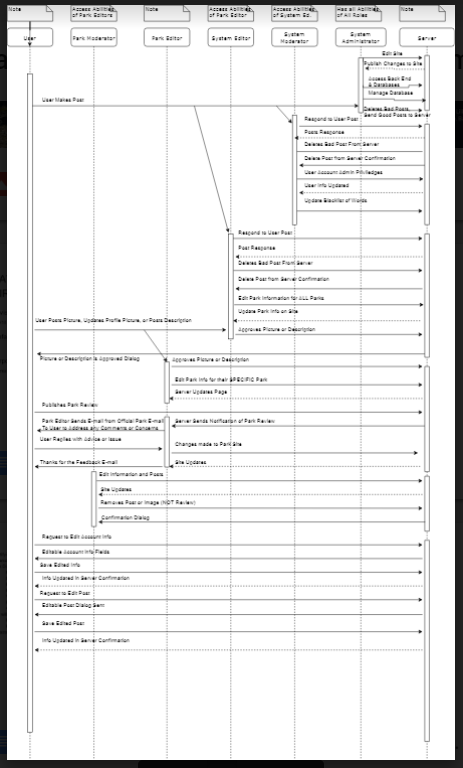 Note
Access Abilities
of Park Editors
Note
Access Abilities
of Park Editor
Access Abilities
of System Ed.
Has all Abilities
of All Roles
Note
User
Park Moderator
Park Editor
System Editor
System
Moderator
System
Administrator
Server
Edit Site
Publish Changes to Site
Access Back End
& Databases
Manage Database
Deletes Bad Posts,
Send Good Posts to Server
User Makes Post
Respond to User Post
Posts Response
Deletes Bad Post From Server
Delete Post from Server Confirmation
User Account Admin Priviledges
User Info Updated
Update Blacklist of Words
Respond to User Post
Post Response
Deletes Bad Post From Server
Delete Post from Server Confirmation
Edit Park Information for ALL Parks
Update Park Info on Site
User Posts Picture, Updates Profile Picture, or Posts Description
Approves Picture or Description
Picture or Description is Approved Dialog
Approves Picture or Description
Edit Park Info for their SPECIFIC Park
Server Updates Page
Publishes Park Review
Park Editor Sends E-mail from Official Park E-mail
To User to Address any Comments or Concerns
Server Sends Notification of Park Review
User Replies with Advice or Issue
Changes made to Park Site
Thanks for the Feedback E-mail
Site Updates
Edit Information and Posts
Site Updates
Removes Post or Image (NOT Review)
Confirmation Dialog
Request to Edit Account Info
Editable Account Info Fields
Save Edited Info
Info Updated in Server Confirmation
Request to Edit Post
Editable Post Dialog Sent
Save Edited Post
Info Updated in Server Confirmation